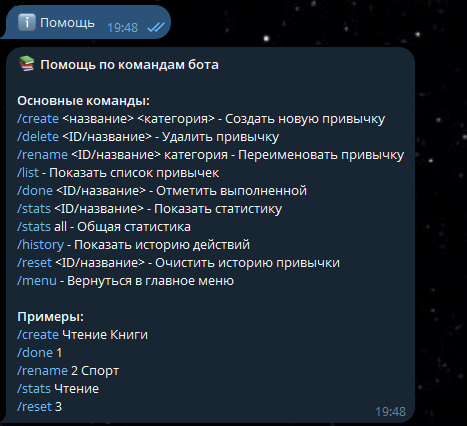 ℹ️ Помощь
19:48
📚 Помощь по командам бота
Основные команды:
/create <название> <категория> - Создать новую привычку
/delete <ID/название> - Удалить привычку
/rename <ID/название> категория - Переименовать привычку
/list - Показать список привычек
/done <ID/название> - Отметить выполненной
/stats <ID/название> - Показать статистику
/stats all - Общая статистика
/history - Показать историю действий
/reset <ID/название> - Очистить историю привычки
/menu - Вернуться в главное меню
Примеры:
/create Чтение Книги
/done 1
/rename 2 Спорт
/stats Чтение
/reset 3
19:48